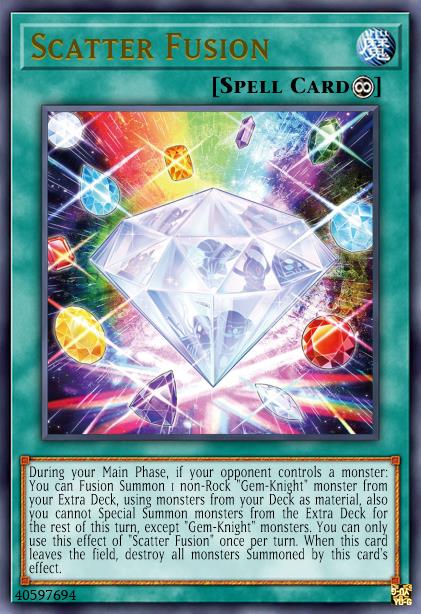 SCATTER FUSION
魔
[SPELL CARD♾]
During your Main Phase, if your opponent controls a monster:
You can Fusion Summon 1 non-Rock "Gem-Knight" monster from
your Extra Deck, using monsters from your Deck as material, also
you cannot Special Summon monsters from the Extra Deck for
the rest of this turn, except "Gem-Knight" monsters. You can only
use this effect of "Scatter Fusion" once per turn. When this card
leaves the field, destroy all monsters Summoned by this card's
effect.
40597694